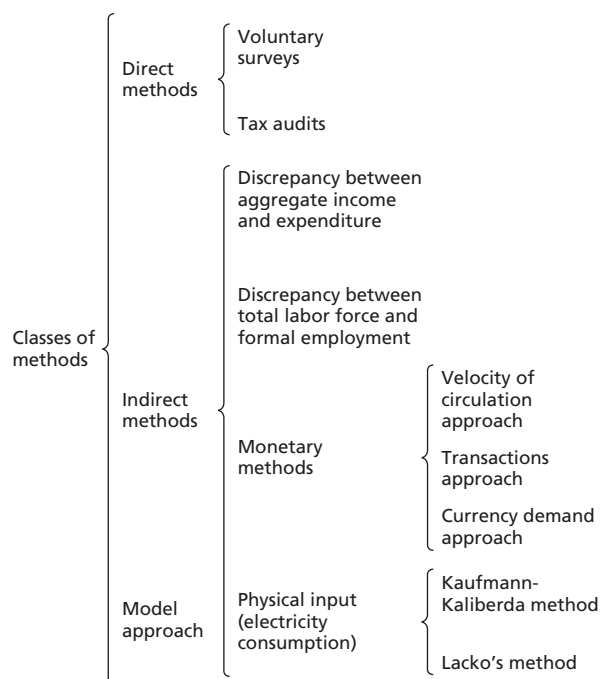 Classes of
methods
Direct
methods
Voluntary
surveys
Tax audits
Indirect
methods
Discrepancy between
aggregate income
and expenditure
Discrepancy between
total labor force and
formal employment
Monetary
methods
Velocity of
circulation
approach
Transactions
approach
Currency demand
approach
Physical input
(electricity
consumption)
Kaufmann-
Kaliberda method
Lacko's method
Model
approach